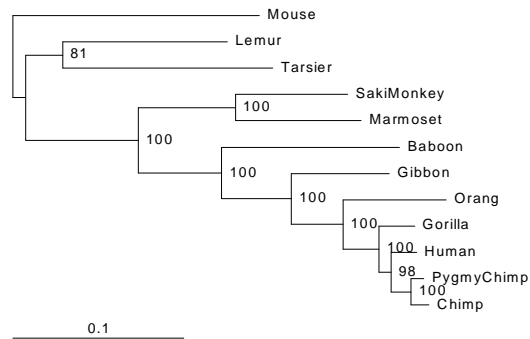 Mouse
Lemur
81
Tarsier
SakiMonkey
100
Marmoset
100
Baboon
100
Gibbon
100
Orang
100
Gorilla
100
Human
98
PygmyChimp
100
Chimp
0.1